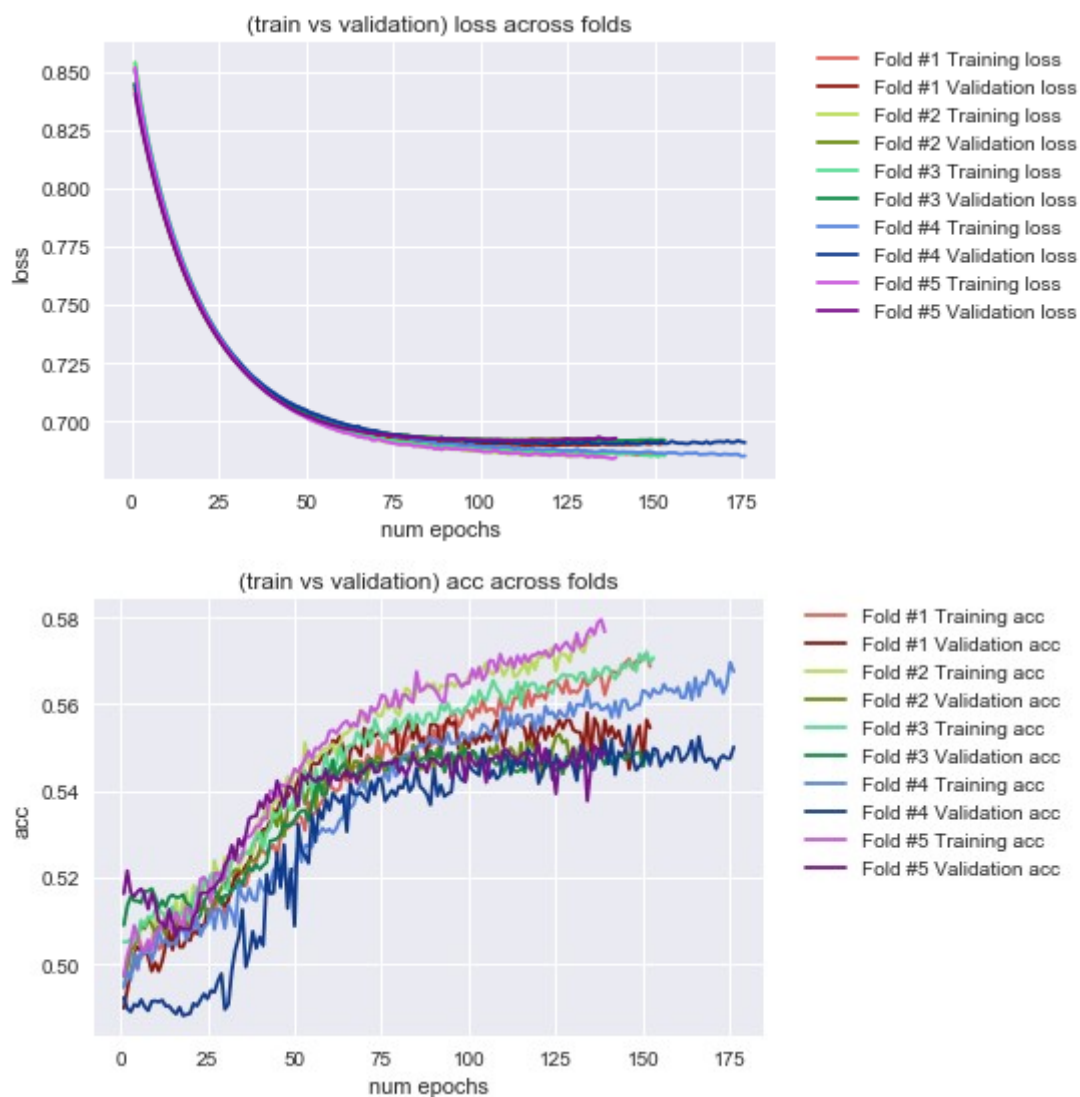 (train vs validation) loss across folds
0.850
0.825
0.800
0.775
0.750
0.725
0.700
loss
0 25 50 75 100 125 150 175
num epochs
Fold #1 Training loss
Fold #1 Validation loss
Fold #2 Training loss
Fold #2 Validation loss
Fold #3 Training loss
Fold #3 Validation loss
Fold #4 Training loss
Fold #4 Validation loss
Fold #5 Training loss
Fold #5 Validation loss
(train vs validation) acc across folds
0.58
0.56
0.54
0.52
0.50
acc
0 25 50 75 100 125 150 175
num epochs
Fold #1 Training acc
Fold #1 Validation acc
Fold #2 Training acc
Fold #2 Validation acc
Fold #3 Training acc
Fold #3 Validation acc
Fold #4 Training acc
Fold #4 Validation acc
Fold #5 Training acc
Fold #5 Validation acc